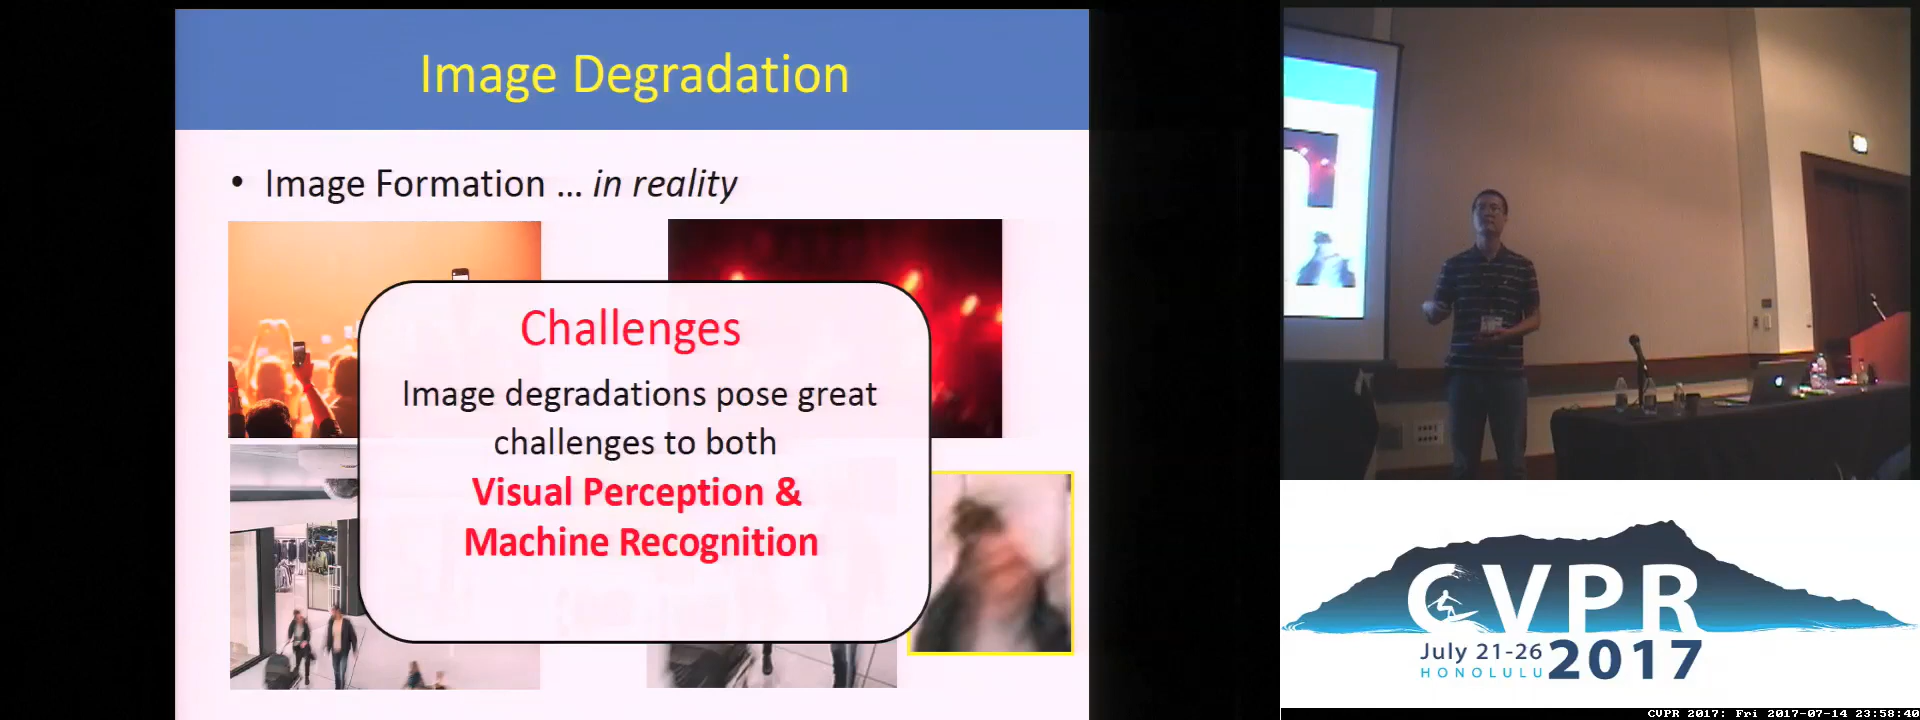 Image Degradation
• Image Formation ... in reality
Challenges
Image degradations pose great
challenges to both
Visual Perception &
Machine Recognition
CVPR
July 21-26 2017
HONOLULU
CVPR 2017: Fri 2017-07-14 23:58:40